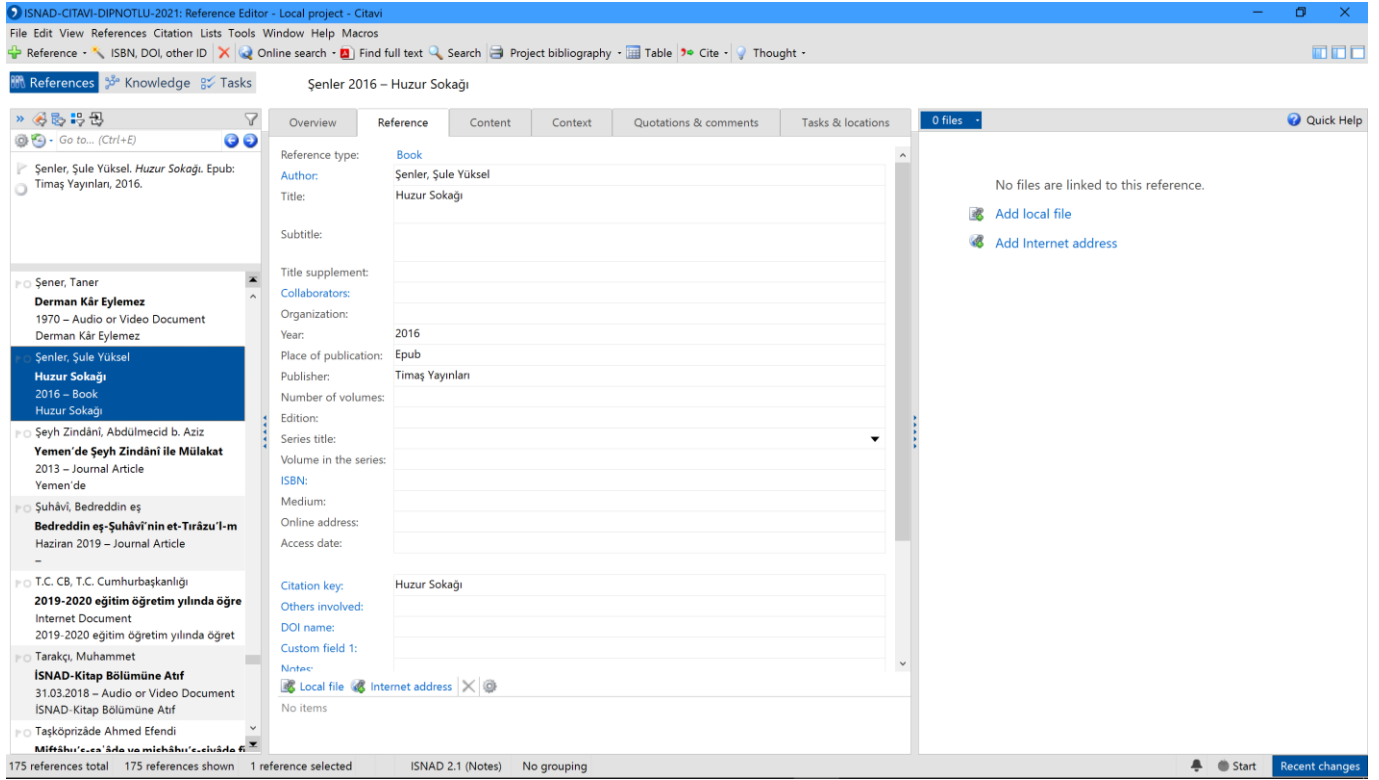 ISNAD-CITAVI-DIPNOTLU-2021: Reference Editor - Local project - Citavi
File Edit View References Citation Lists Tools Window Help Macros
Reference ISBN, DOI, other ID Online search Find full text Search Project bibliography Table Cite Thought
References Knowledge Tasks Şenler 2016 – Huzur Sokağı
Go to... (Ctrl+E)
Şenler, Şule Yüksel. Huzur Sokağı. Epub:
Timaş Yayınları, 2016.
Şener, Taner
Derman Kâr Eylemez
1970 – Audio or Video Document
Derman Kâr Eylemez
Şenler, Şule Yüksel
Huzur Sokağı
2016 – Book
Huzur Sokağı
Şeyh Zindânî, Abdülmecid b. Aziz
Yemen’de Şeyh Zindânî ile Mülakat
2013 – Journal Article
Yemen’de
Şuhâvî, Bedreddin eş
Bedreddin eş-Şuhâvî’nin et-Tırâzu’l-m
Haziran 2019 – Journal Article
–
T.C. CB, T.C. Cumhurbaşkanlığı
2019-2020 eğitim öğretim yılında öğre
Internet Document
2019-2020 eğitim öğretim yılında öğret
Tarakçı, Muhammet
İSNAD-Kitap Bölümüne Atıf
31.03.2018 – Audio or Video Document
İSNAD-Kitap Bölümüne Atıf
Taşköprizâde Ahmed Efendi
Miftâhu’s-saʿâde ve misbâhu’s-siyâde fî
Overview Reference Content Context Quotations & comments Tasks & locations
Reference type: Book
Author: Şenler, Şule Yüksel
Title: Huzur Sokağı
Subtitle:
Title supplement:
Collaborators:
Organization:
Year: 2016
Place of publication: Epub
Publisher: Timaş Yayınları
Number of volumes:
Edition:
Series title:
Volume in the series:
ISBN:
Medium:
Online address:
Access date:
Citation key: Huzur Sokağı
Others involved:
DOI name:
Custom field 1:
Notes:
Local file Internet address
No items
0 files Quick Help
No files are linked to this reference.
Add local file
Add Internet address
175 references total 175 references shown 1 reference selected ISNAD 2.1 (Notes) No grouping Start Recent changes